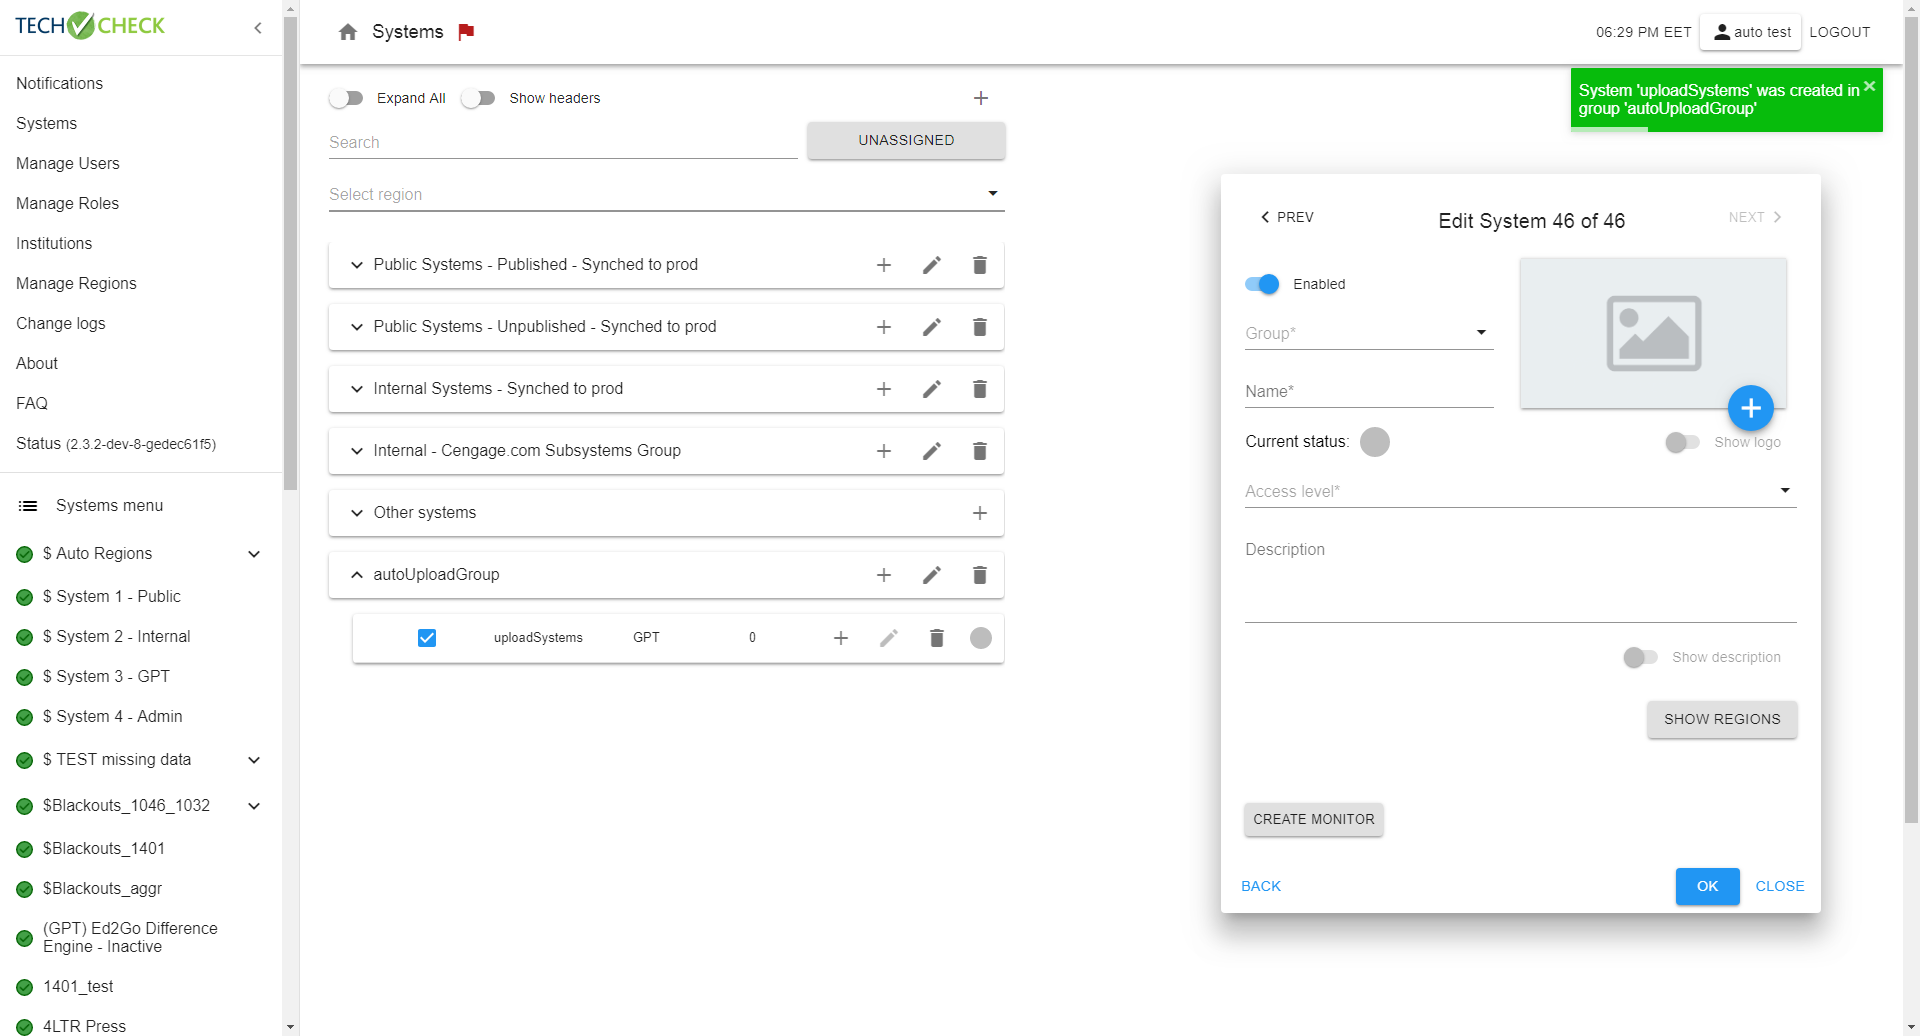 TECH CHECK
Notifications
Systems
Manage Users
Manage Roles
Institutions
Manage Regions
Change logs
About
FAQ
Status (2.3.2-dev-8-gedec61f5)
Systems menu
$ Auto Regions
$ System 1 - Public
$ System 2 - Internal
$ System 3 - GPT
$ System 4 - Admin
$ TEST missing data
$Blackouts_1046_1032
$Blackouts_1401
$Blackouts_aggr
(GPT) Ed2Go Difference
Engine - Inactive
1401_test
4LTR Press
Systems
06:29 PM EET
auto test
LOGOUT
Expand All
Show headers
Search
UNASSIGNED
Select region
Public Systems - Published - Synched to prod
Public Systems - Unpublished - Synched to prod
Internal Systems - Synched to prod
Internal - Cengage.com Subsystems Group
Other systems
autoUploadGroup
uploadSystems GPT 0
System 'uploadSystems' was created in
group 'autoUploadGroup'
PREV
Edit System 46 of 46
NEXT
Enabled
Group*
Name*
Current status:
Show logo
Access level*
Description
Show description
SHOW REGIONS
CREATE MONITOR
BACK
OK
CLOSE